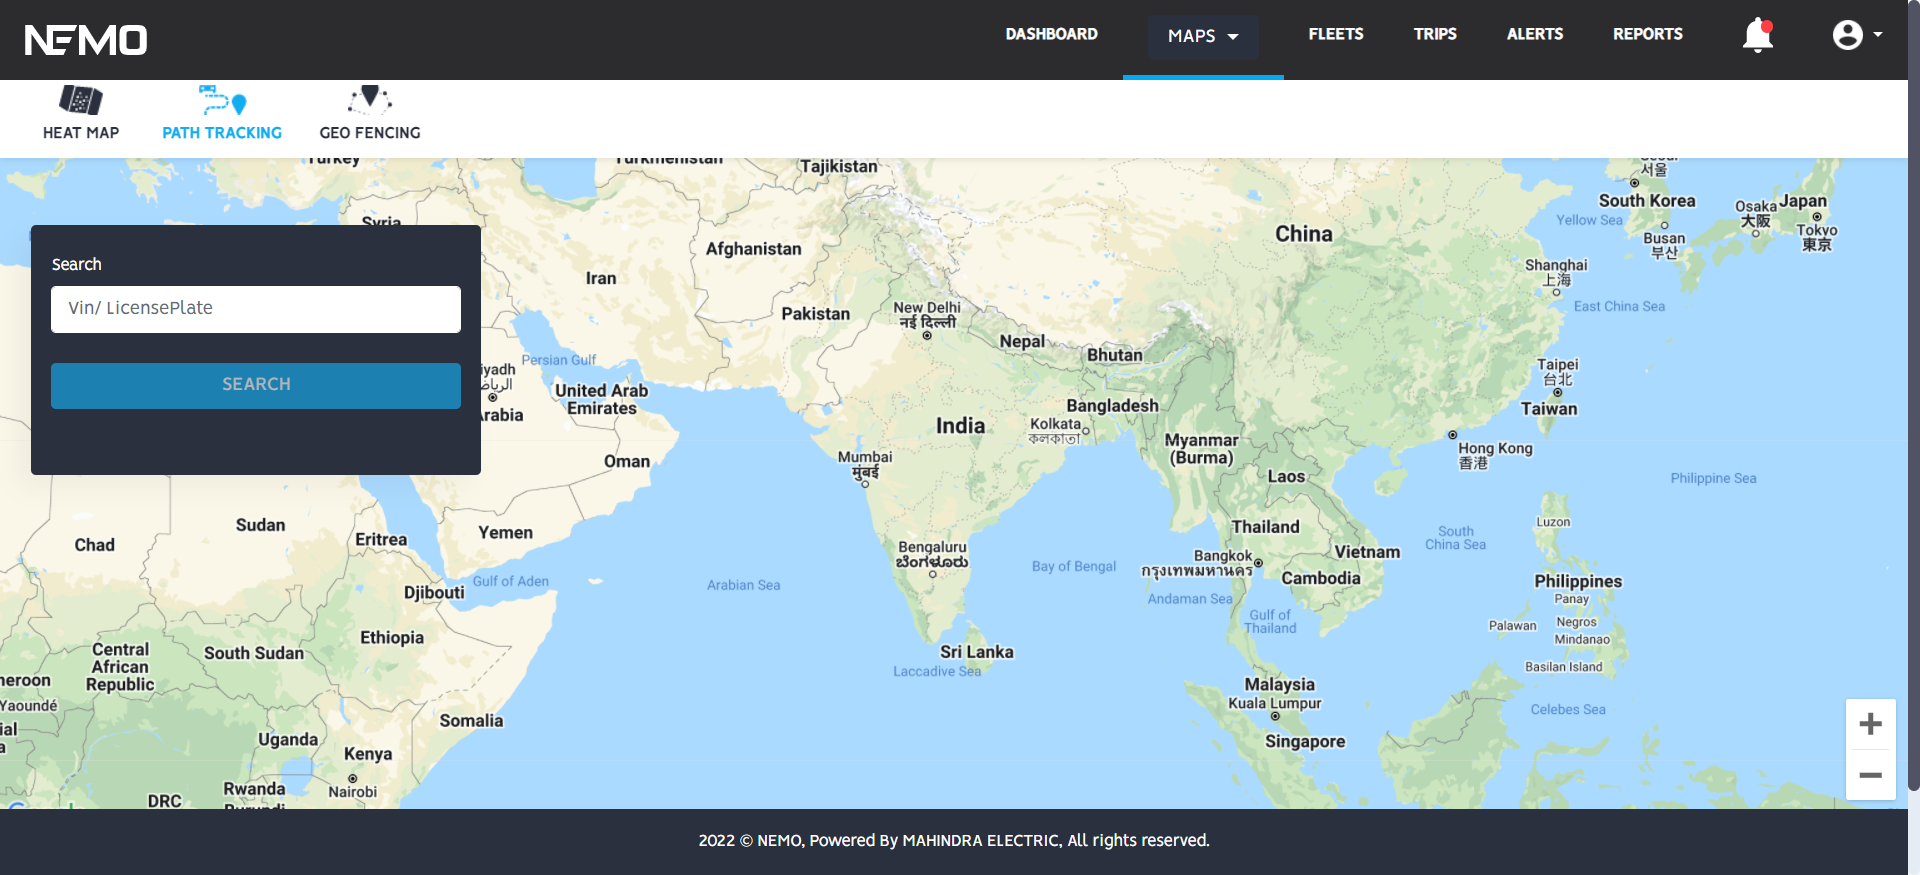 NEMO
DASHBOARD
MAPS
FLEETS
TRIPS
ALERTS
REPORTS
HEAT MAP
PATH TRACKING
GEO FENCING
Turkey
Turkmenistan
Tajikistan
Seoul
서울
South Korea
Japan
Osaka
大阪
Tokyo
東京
Yellow Sea
Busan
부산
Syria
Afghanistan
China
Iran
Shanghai
上海
East China Sea
Search
Vin/ LicensePlate
SEARCH
Pakistan
New Delhi
नई दिल्ली
Nepal
Bhutan
Persian Gulf
iyadh
الرياض
Arabia
United Arab
Emirates
Taipei
台北
Taiwan
Bangladesh
India
Kolkata
কলকাতা
Myanmar
(Burma)
Hong Kong
香港
Oman
Mumbai
मुंबई
Laos
Philippine Sea
Sudan
Chad
Eritrea
Yemen
Thailand
Luzon
South
China Sea
Bengaluru
ಬೆಂಗಳೂರು
Bangkok
กรุงเทพมหานคร
Vietnam
Cambodia
Bay of Bengal
Arabian Sea
Gulf of Aden
Djibouti
Andaman Sea
Gulf of
Thailand
Philippines
Panay
Palawan
Negros
Mindanao
Basilan Island
Ethiopia
Central
African
Republic
South Sudan
Sri Lanka
Laccadive Sea
meroon
Yaoundé
ial
a
Malaysia
Kuala Lumpur
Singapore
Celebes Sea
Somalia
Uganda
Kenya
Nairobi
Rwanda
Burundi
DRC
2022 © NEMO, Powered By MAHINDRA ELECTRIC, All rights reserved.